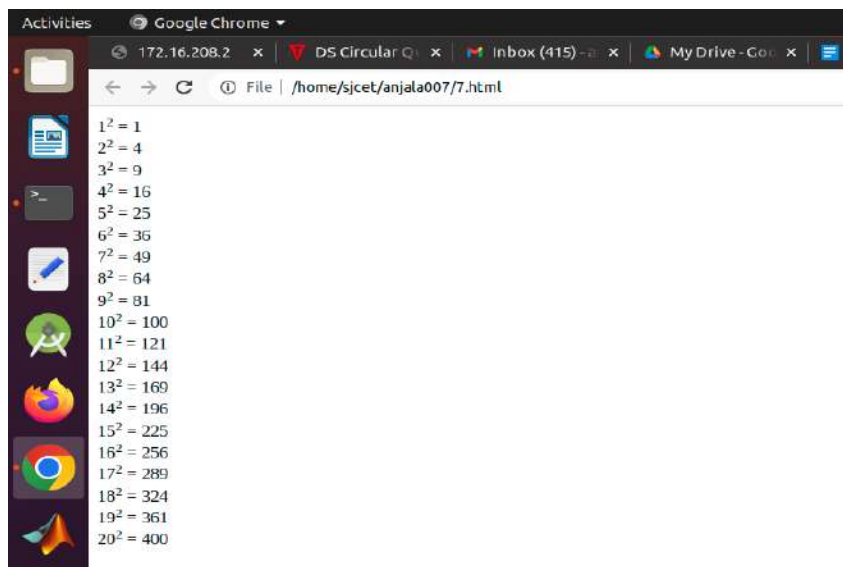 Activities Google Chrome
172.16.208.2 DS Circular Q Inbox (415) - a My Drive - Goo
File | /home/sjcet/anjala007/7.html
1² = 1
2² = 4
3² = 9
4² = 16
5² = 25
6² = 36
7² = 49
8² = 64
9² = 81
10² = 100
11² = 121
12² = 144
13² = 169
14² = 196
15² = 225
16² = 256
17² = 289
18² = 324
19² = 361
20² = 400